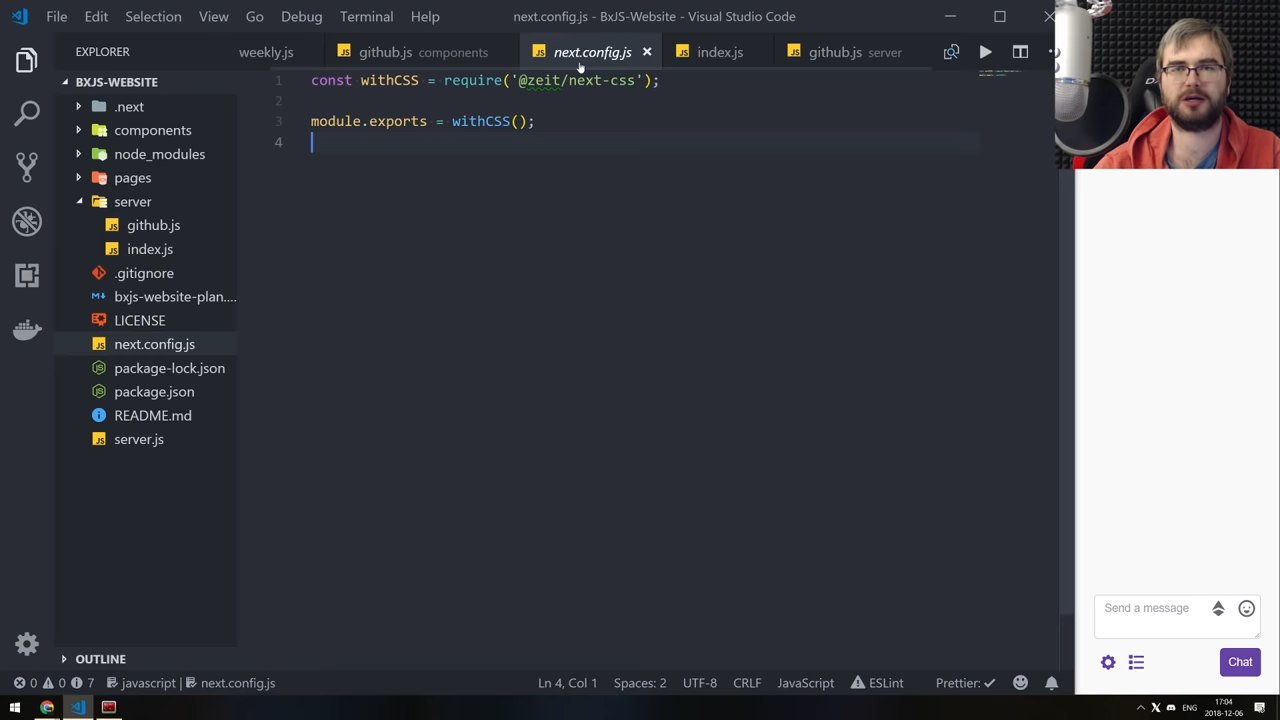 File Edit Selection View Go Debug Terminal Help next.config.js - BxJS-Website - Visual Studio Code
EXPLORER weekly.js github.js next.config.js index.js github.js server
BXJS-WEBSITE
.next
components
node_modules
pages
server
github.js
index.js
.gitignore
bxjs-website-plan....
LICENSE
next.config.js
package-lock.json
package.json
README.md
server.js
OUTLINE
1 const withCSS = require('@zeit/next-css');
2
3 module.exports = withCSS();
4
Send a message
Chat
0 0 7 javascript | next.config.js Ln 4, Col 1 Spaces: 2 UTF-8 CRLF JavaScript ESLint Prettier: ✓
ENG 17:04
2018-12-06